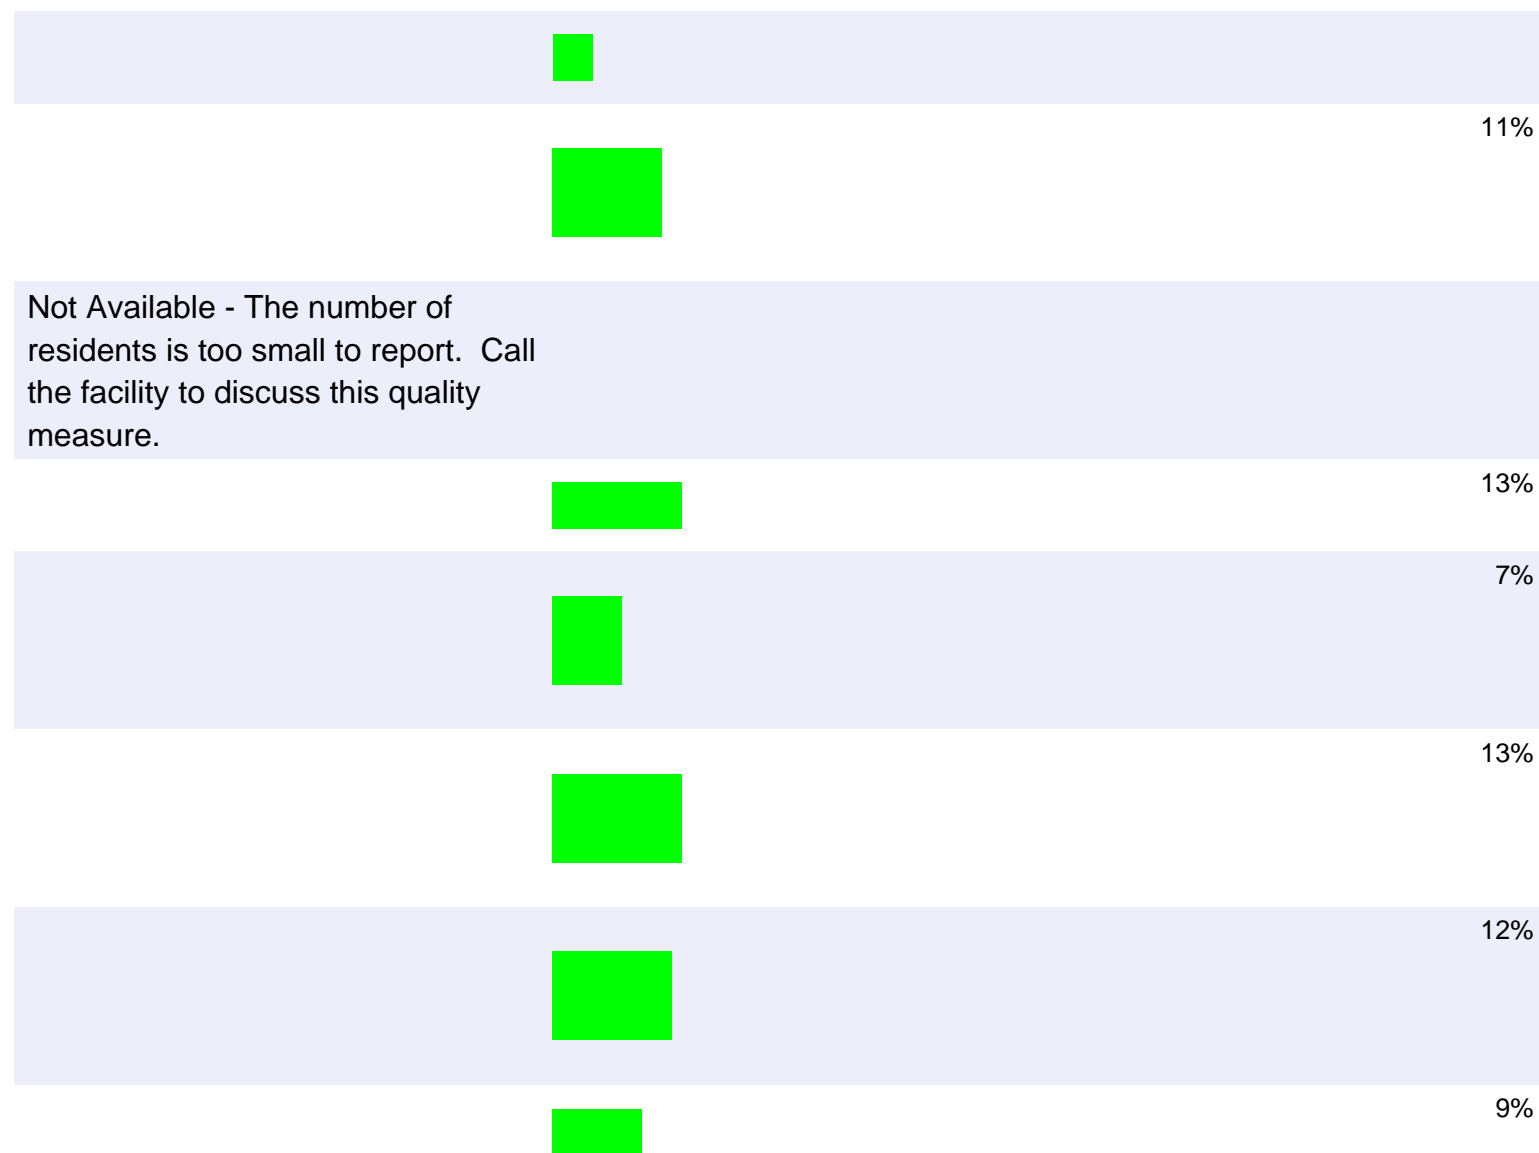 11%
Not Available - The number of
residents is too small to report.  Call
the facility to discuss this quality
measure.
13%
7%
13%
12%
9%